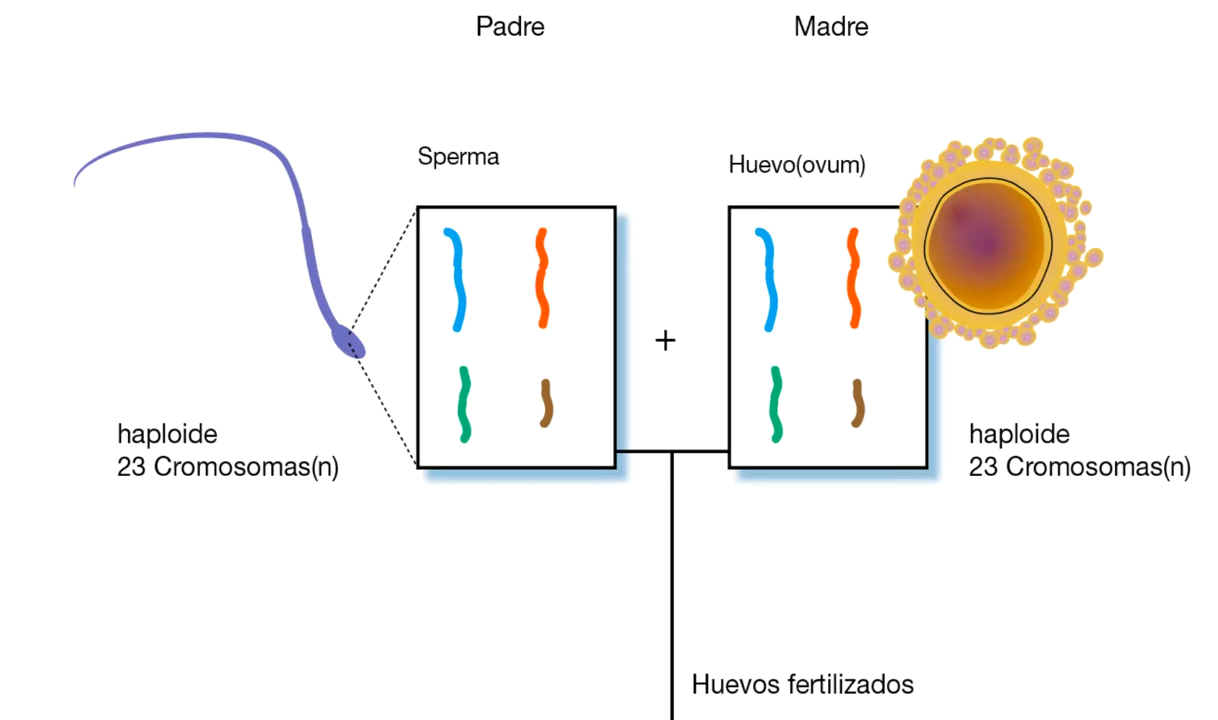 Padre
Madre
Sperma
Huevo(ovum)
+
haploide
23 Cromosomas(n)
haploide
23 Cromosomas(n)
Huevos fertilizados